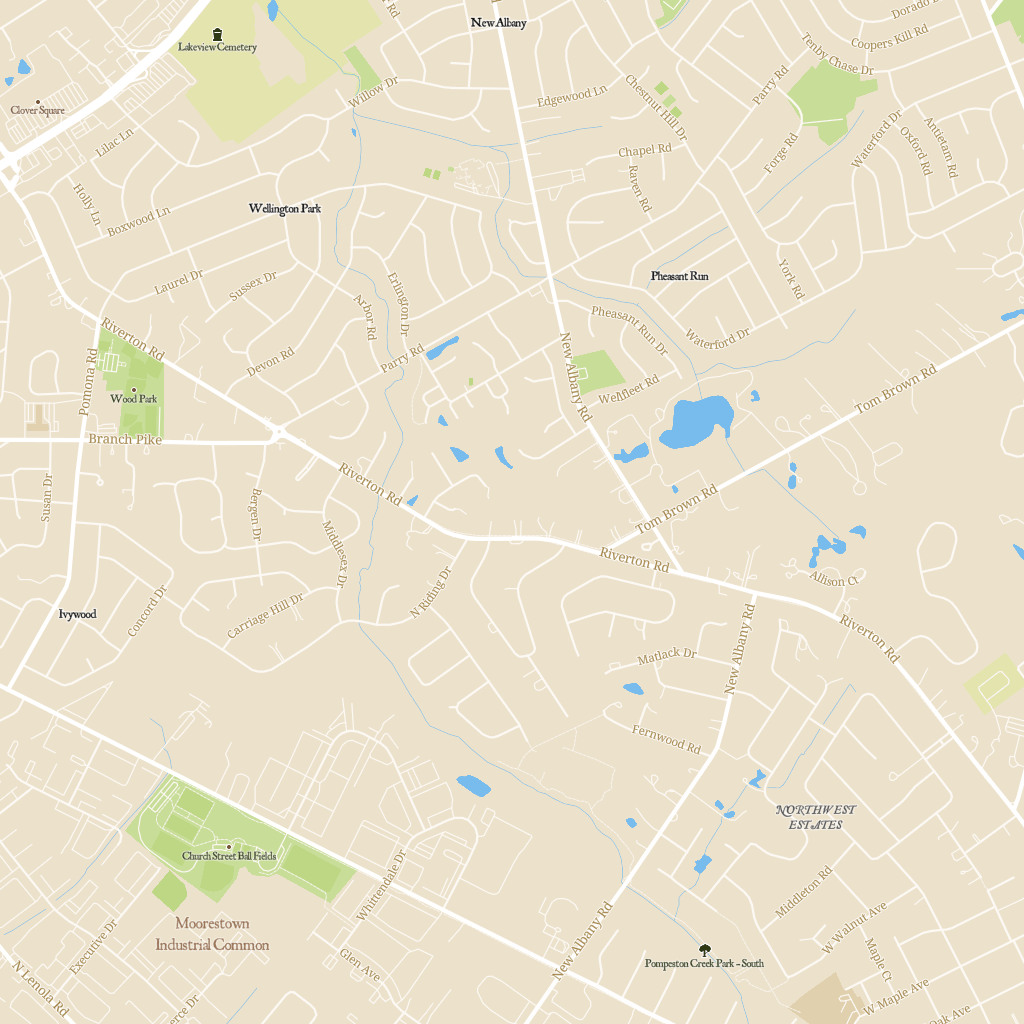 New Albany
Lakeview Cemetery
Clover Square
Willow Dr
Edgewood Ln
Chestnut Hill Dr
Parry Rd
Tenby Chase Dr
Coopers Kill Rd
Dorado
Lilac Ln
Holly Ln
Boxwood Ln
Wellington Park
Chapel Rd
Raven Rd
Forge Rd
Waterford Dr
Oxford Rd
Antietam Rd
Laurel Dr
Sussex Dr
Arbor Rd
Erlington Dr
Pheasant Run
York Rd
Riverton Rd
Pomona Rd
Devon Rd
Parry Rd
Pheasant Run Dr
Waterford Dr
New Albany Rd
Wellfleet Rd
Tom Brown Rd
Wood Park
Branch Pike
Riverton Rd
Susan Dr
Bergen Dr
Middlesex Dr
Tom Brown Rd
Riverton Rd
Allison Ct
Ivywood
Concord Dr
Carriage Hill Dr
N Riding Dr
New Albany Rd
Riverton Rd
Matlack Dr
Fernwood Rd
NORTHWEST
ESTATES
Church Street Ball Fields
Whittendale Dr
Moorestown
Industrial Common
Executive Dr
Glen Ave
N Lenola Rd
erce Dr
New Albany Rd
Middleton Rd
W Walnut Ave
Maple Ct
Pompeston Creek Park - South
W Maple Ave
Oak Ave